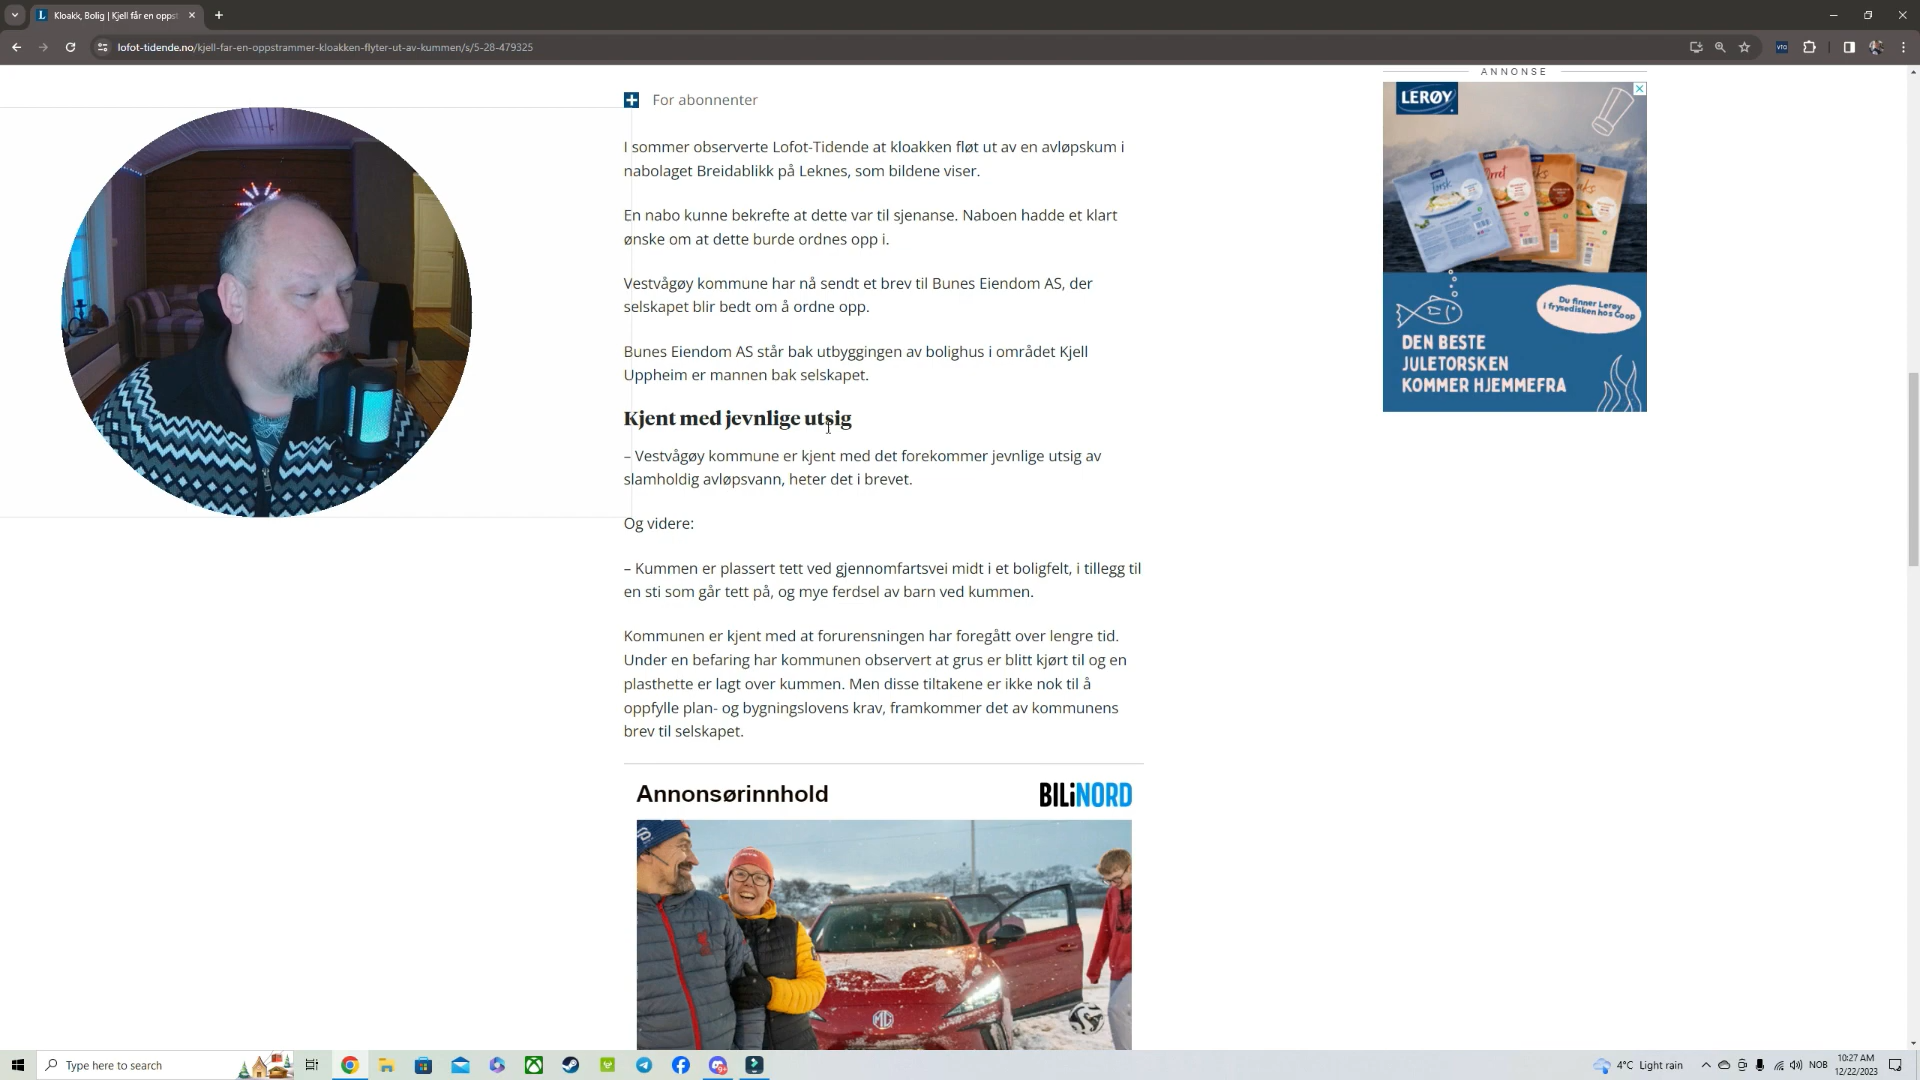 Kloakk, Bolig | Kjell får en oppst
lofot-tidende.no/kjell-far-en-oppstrammer-kloakken-flyter-ut-av-kummen/s/5-28-479325
ANNONSE
For abonnenter
I sommer observerte Lofot-Tidende at kloakken fløt ut av en avløpskum i
nabolaget Breidablikk på Leknes, som bildene viser.
En nabo kunne bekrefte at dette var til sjenanse. Naboen hadde et klart
ønske om at dette burde ordnes opp i.
Vestvågøy kommune har nå sendt et brev til Bunes Eiendom AS, der
selskapet blir bedt om å ordne opp.
Bunes Eiendom AS står bak utbyggingen av bolighus i området Kjell
Uppheim er mannen bak selskapet.
Kjent med jevnlige utsig
– Vestvågøy kommune er kjent med det forekommer jevnlige utsig av
slamholdig avløpsvann, heter det i brevet.
Og videre:
– Kummen er plassert tett ved gjennomfartsvei midt i et boligfelt, i tillegg til
en sti som går tett på, og mye ferdsel av barn ved kummen.
Kommunen er kjent med at forurensningen har foregått over lengre tid.
Under en befaring har kommunen observert at grus er blitt kjørt til og en
plasthette er lagt over kummen. Men disse tiltakene er ikke nok til å
oppfylle plan- og bygningslovens krav, framkommer det av kommunens
brev til selskapet.
Annonsørinnhold
BILiNORD
LERØY
Torsk
Du finner Lerøy
i frysedisken hos Coop
DEN BESTE
JULETORSKEN
KOMMER HJEMMEFRA
Type here to search
4°C Light rain
NOB
10:27 AM
12/22/2023